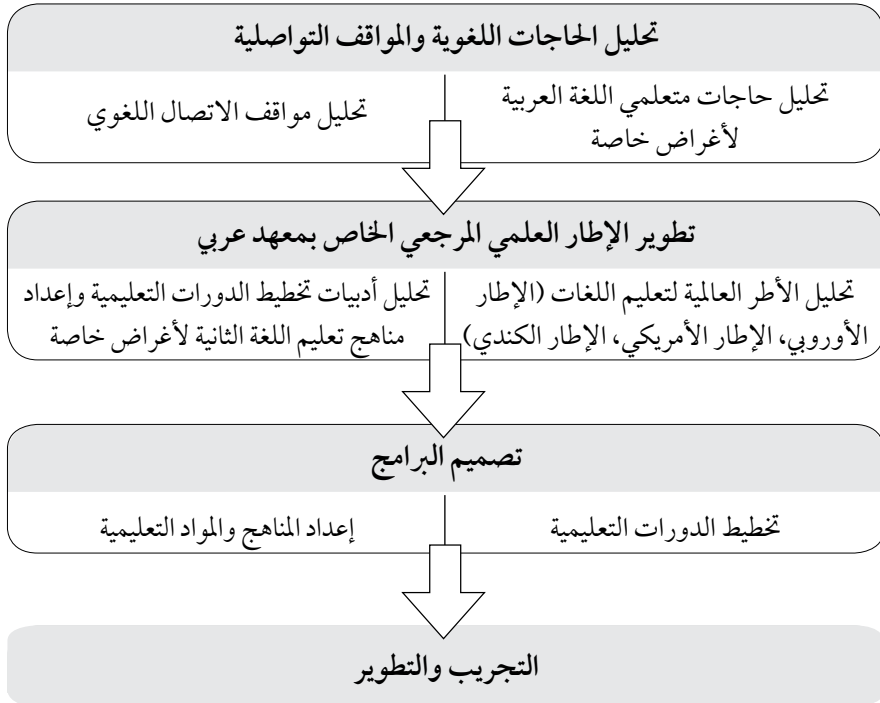 تحليل الحاجات اللغوية والمواقف التواصلية
تحليل حاجات متعلمي اللغة العربية
لأغراض خاصة
تحليل مواقف الاتصال اللغوي
تطوير الإطار العلمي المرجعي الخاص بمعهد عربي
تحليل الأطر العالمية لتعليم اللغات (الإطار
الأوروبي، الإطار الأمريكي، الإطار الكندي)
تحليل أدبيات تخطيط الدورات التعليمية وإعداد
مناهج تعليم اللغة الثانية لأغراض خاصة
تصميم البرامج
تخطيط الدورات التعليمية
إعداد المناهج والمواد التعليمية
التجريب والتطوير